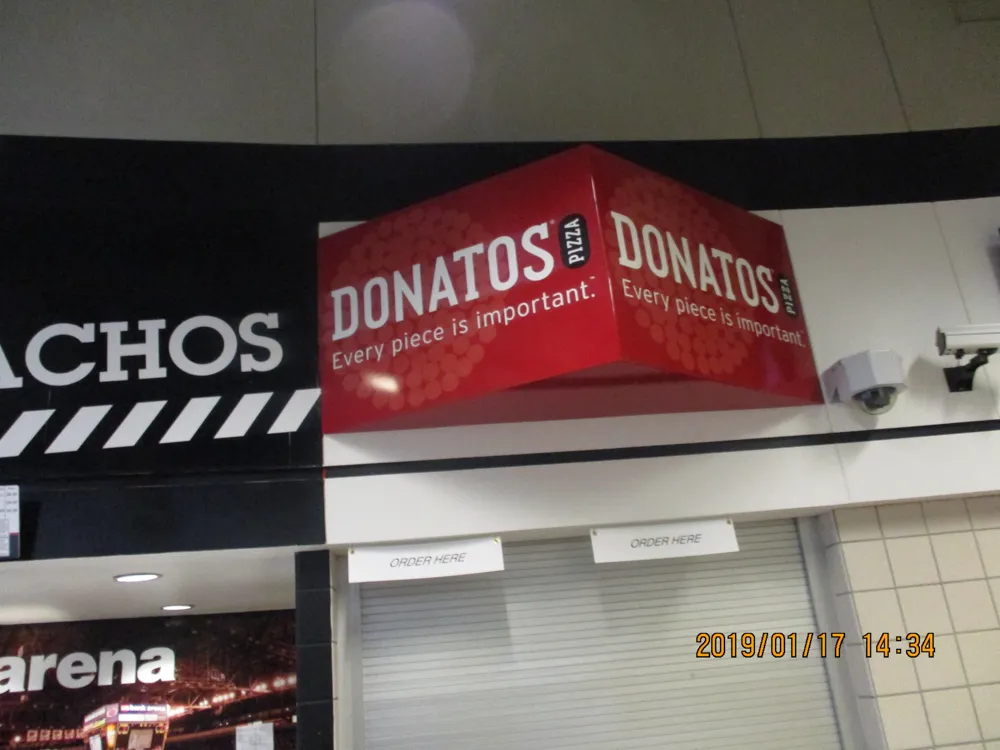 DONATOS PIZZA
Every piece is important.
DONATOS PIZZA
Every piece is important.
ACHOS
ORDER HERE
ORDER HERE
arena
2019/01/17 14:34